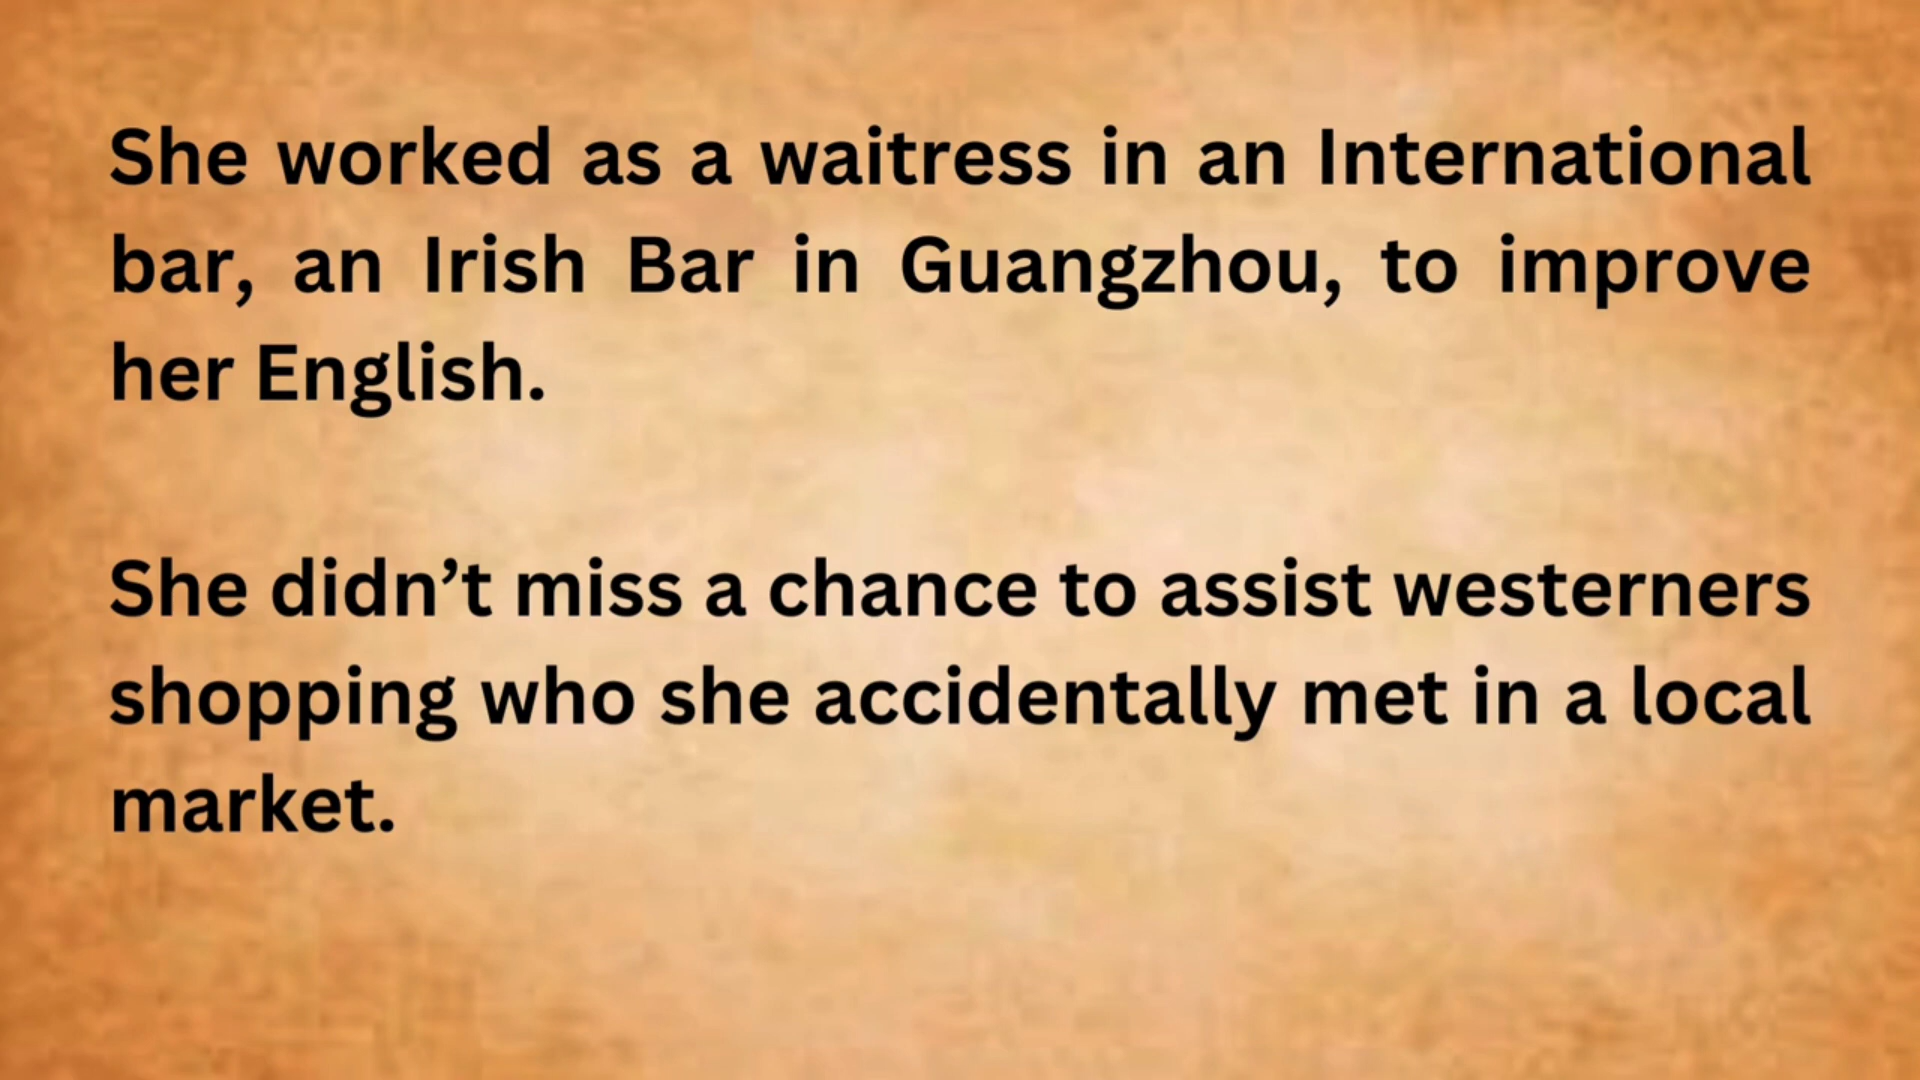 She worked as a waitress in an International
bar, an Irish Bar in Guangzhou, to improve
her English.
She didn’t miss a chance to assist westerners
shopping who she accidentally met in a local
market.